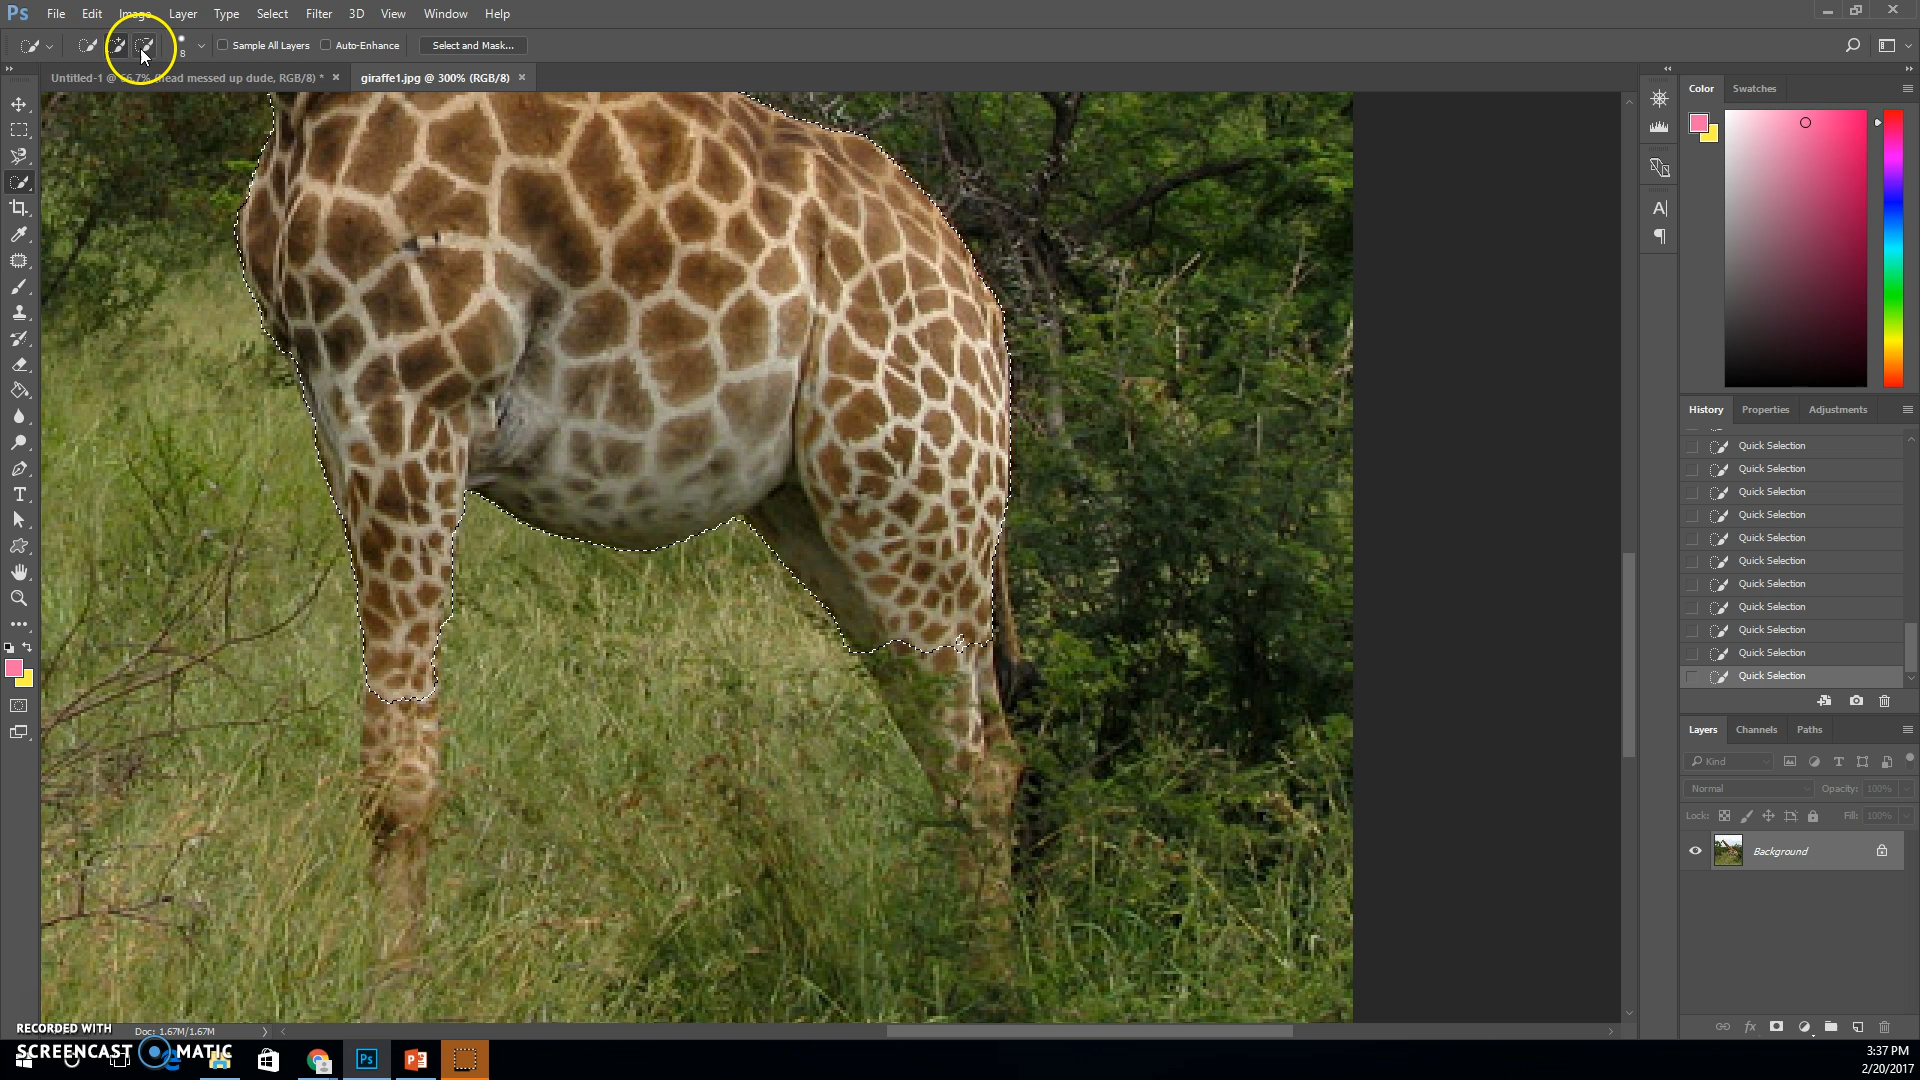 Ps File Edit Image Layer Type Select Filter 3D View Window Help
8 Sample All Layers Auto-Enhance Select and Mask...
Untitled-1 @ 66.7% (head messed up dude, RGB/8) * × giraffe1.jpg @ 300% (RGB/8) ×
Color Swatches
History Properties Adjustments
Quick Selection
Quick Selection
Quick Selection
Quick Selection
Quick Selection
Quick Selection
Quick Selection
Quick Selection
Quick Selection
Quick Selection
Quick Selection
Layers Channels Paths
Kind
Normal Opacity: 100%
Lock: Fill: 100%
Background
Doc: 1.67M/1.67M
RECORDED WITH
SCREENCAST MATIC
Ps
3:37 PM
2/20/2017